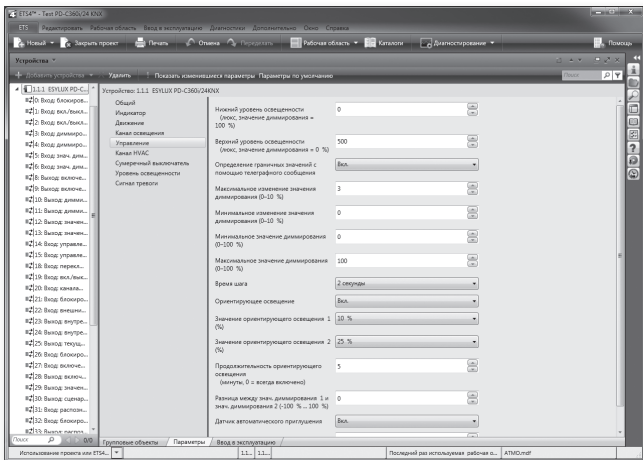 ETS4™ - Test PD-C360i/24 KNX
ETS Редактировать Рабочая область Ввод в эксплуатацию Диагностики Дополнительно Окно Справка
Новый Закрыть проект Печать Отмена Переделать Рабочая область Каталоги Диагностирование Помощь
Устройства
Добавить устройства Удалить Показать изменившиеся параметры Параметры по умолчанию Поиск
1.1.1 ESYLUX PD-C...
0: Вход: блокиров...
1: Вход: вкл./выкл...
2: Выход: вкл./выкл...
3: Вход: диммиро...
4: Выход: диммиро...
5: Вход: знач. дим...
6: Вход: знач. дим...
8: Выход: включе...
9: Выход: включе...
10: Выход: димми...
11: Выход: димми...
12: Выход: значен...
13: Выход: значен...
14: Вход: управле...
15: Выход: управле...
18: Вход: перекл...
19: Вход: вкл./вык...
20: Вход: канала...
21: Вход: блокиро...
22: Вход: внешни...
23: Выход: внутре...
24: Выход: внутре...
25: Выход: текущ...
26: Вход: блокиро...
27: Вход: включе...
28: Выход: включ...
29: Выход: значен...
30: Выход: сценар...
31: Вход: распозн...
32: Вход: блокиро...
33: Выход: распоз...
Поиск 0/0
Устройство: 1.1.1 ESYLUX PD-C360i/24KNX
Общий
Индикатор
Движение
Канал освещения
Управление
Канал HVAC
Сумеречный выключатель
Уровень освещенности
Сигнал тревоги
Нижний уровень освещенности 0
(люкс, значение диммирования =
100 %)
Верхний уровень освещенности 500
(люкс, значение диммирования = 0 %)
Определение граничных значений с Вкл.
помощью телеграфного сообщения
Максимальное изменение значения 3
диммирования (0–10 %)
Минимальное изменение значения 0
диммирования (0–10 %)
Минимальное значение диммирования 0
(0–100 %)
Максимальное значение диммирования 100
(0–100 %)
Время шага 2 секунды
Ориентирующее освещение Вкл.
Значение ориентирующего освещения 1 10 %
(%)
Значение ориентирующего освещения 2 25 %
(%)
Продолжительность ориентирующего 5
освещения
(минуты, 0 = всегда включено)
Разница между знач. диммирования 1 и 0
знач. диммирования 2 (-100 % ... 100 %)
Датчик автоматического приглушения Вкл.
Групповые объекты Параметры Ввод в эксплуатацию
Использование проекта или ETS4... 1.1... 1.1... Последний раз используемая рабочая о... ATMO.mdf